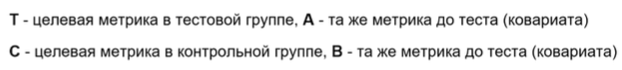 T - целевая метрика в тестовой группе, A - та же метрика до теста (ковариата)
C - целевая метрика в контрольной группе, B - та же метрика до теста (ковариата)